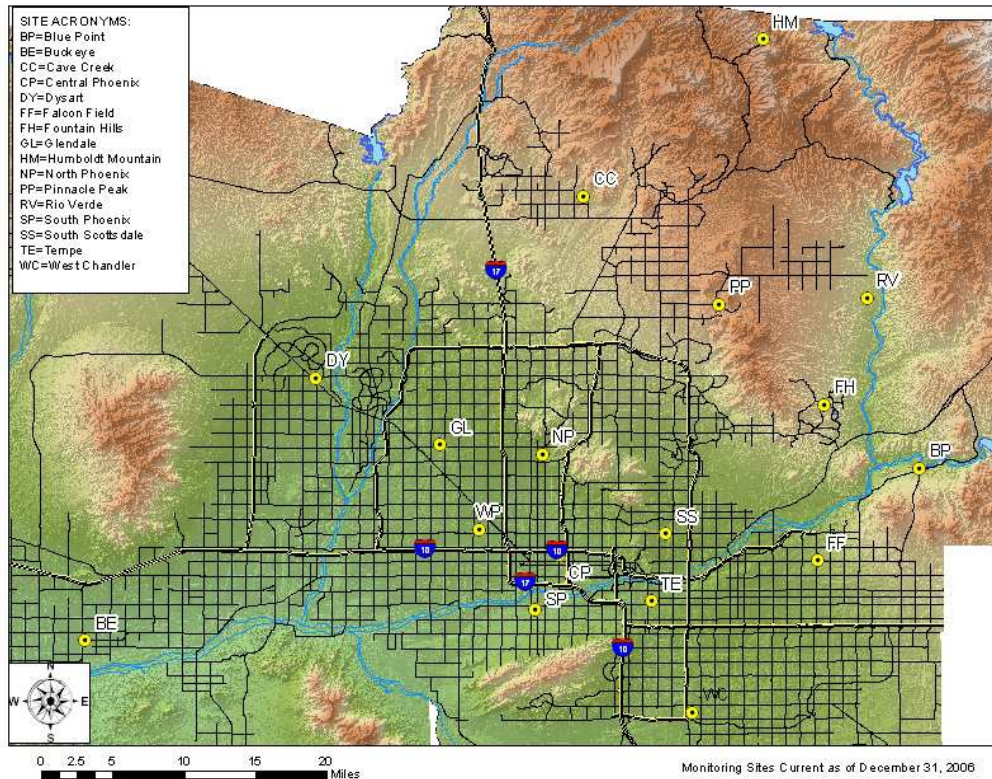 SITE ACRONYMS:
BP=Blue Point
BE=Buckeye
CC=Cave Creek
CP=Central Phoenix
DY=Dysart
FF=Falcon Field
FH=Fountain Hills
GL=Glendale
HM=Humboldt Mountain
NP=North Phoenix
PP=Pinnacle Peak
RV=Rio Verde
SP=South Phoenix
SS=South Scottsdale
TE=Tempe
WC=West Chandler
HM
CC
17
PP
RV
DY
FH
GL
NP
BP
WP
SS
10
10
FF
CP
17
TE
SP
BE
10
N
W
E
S
WC
0 2.5 5 10 15 20
Miles
Monitoring Sites Current as of December 31, 2006